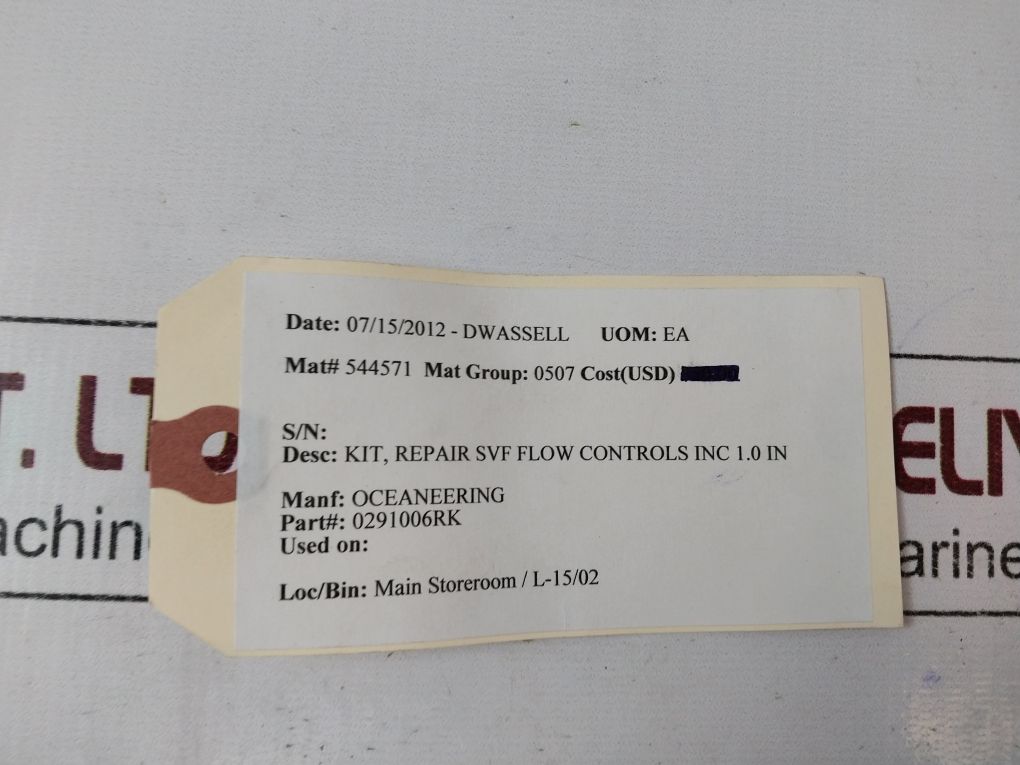 Date: 07/15/2012 - DWASSELL UOM: EA
Mat# 544571 Mat Group: 0507 Cost(USD)
S/N:
Desc: KIT, REPAIR SVF FLOW CONTROLS INC 1.0 IN
Manf: OCEANEERING
Part#: 0291006RK
Used on:
Loc/Bin: Main Storeroom / L-15/02
T. LT
ELIV
achin
arine